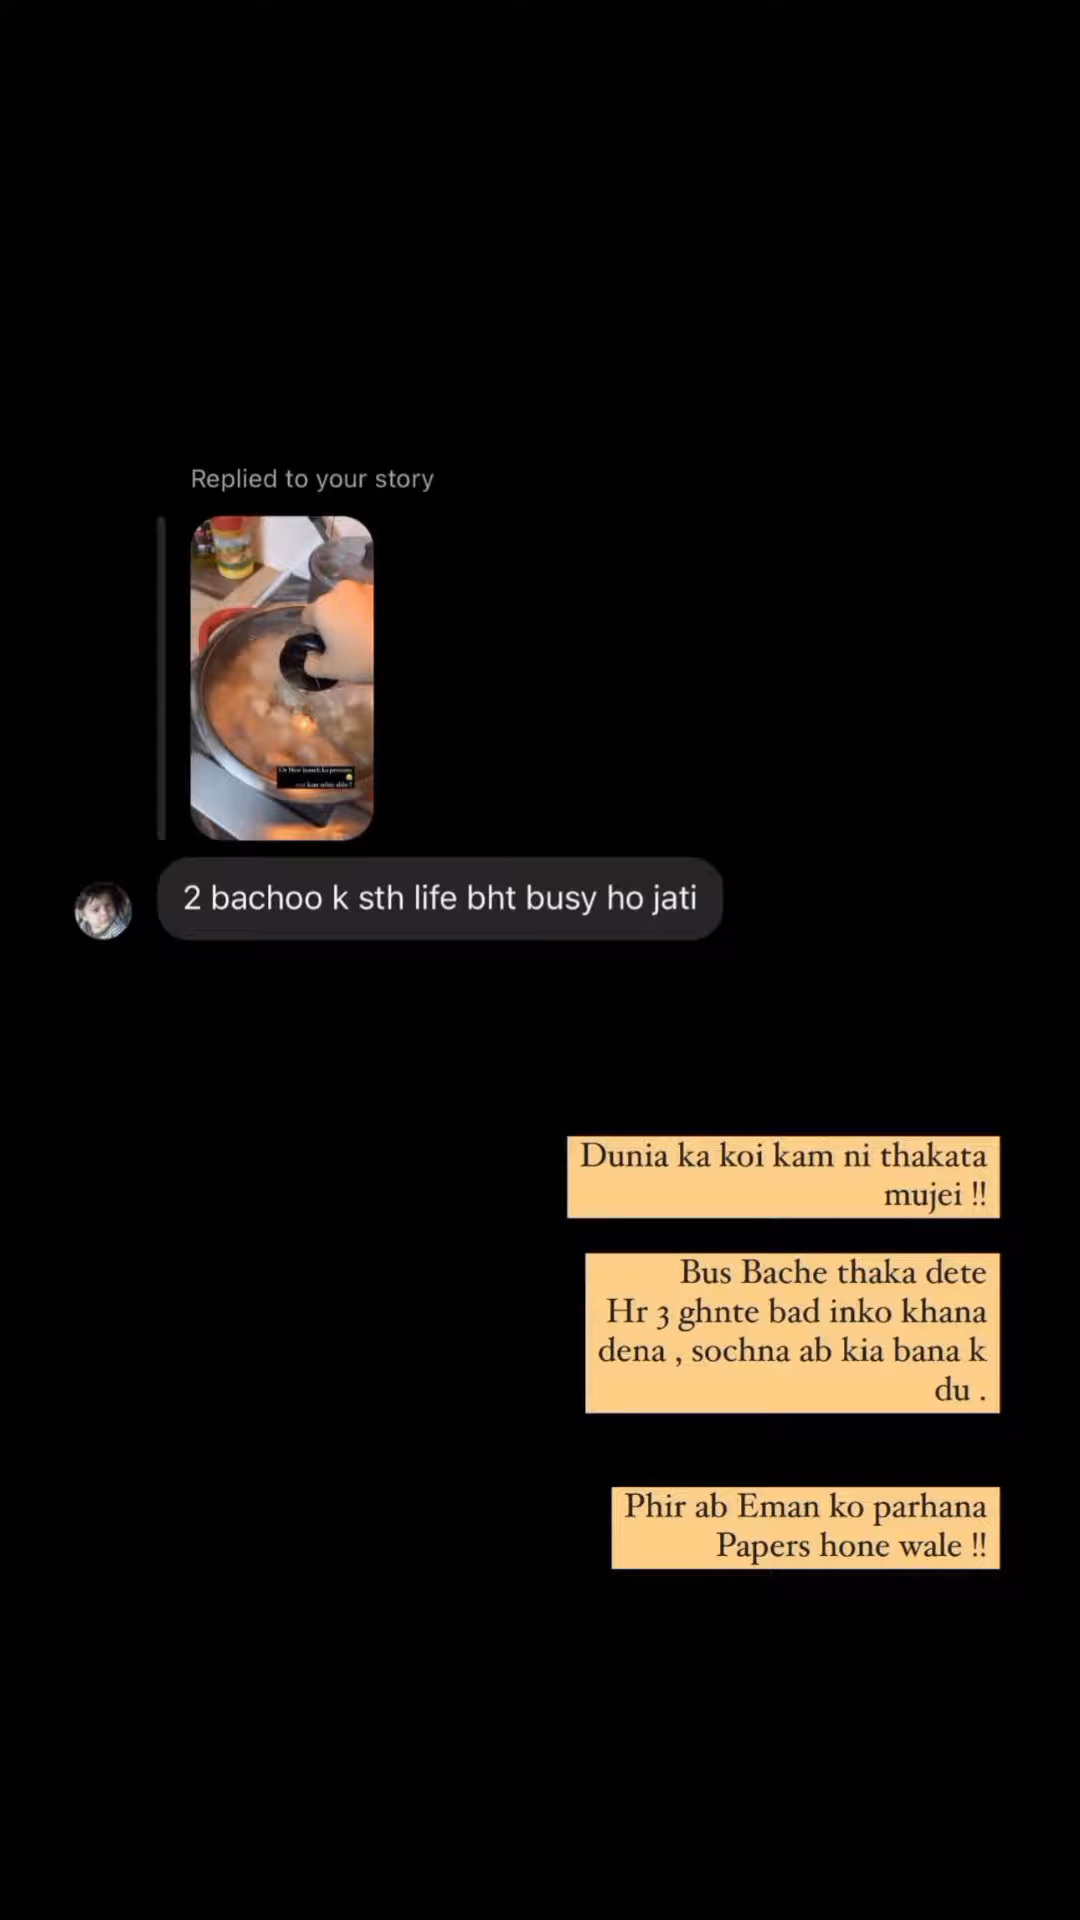 Replied to your story
2 bachoo k sth life bht busy ho jati
Dunia ka koi kam ni thakata
mujei !!
Bus Bache thaka dete
Hr 3 ghnte bad inko khana
dena , sochna ab kia bana k
du .
Phir ab Eman ko parhana
Papers hone wale !!